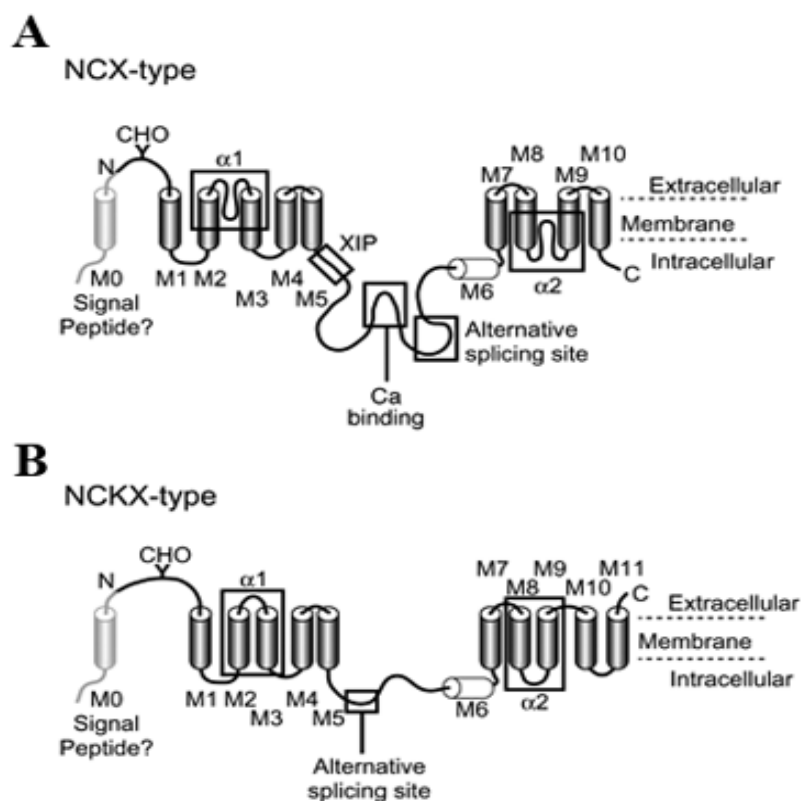 A
NCX-type
CHO
N
α1
M8
M10
M7
M9
Extracellular
Membrane
Intracellular
XIP
M0
M1
M2
M4
M3
M5
M6
α2
C
Signal
Peptide?
Alternative
splicing site
Ca
binding
B
NCKX-type
CHO
N
α1
M7
M9
M11
M8
M10
C
Extracellular
Membrane
Intracellular
M0
M1
M2
M4
M3
M5
M6
α2
Signal
Peptide?
Alternative
splicing site